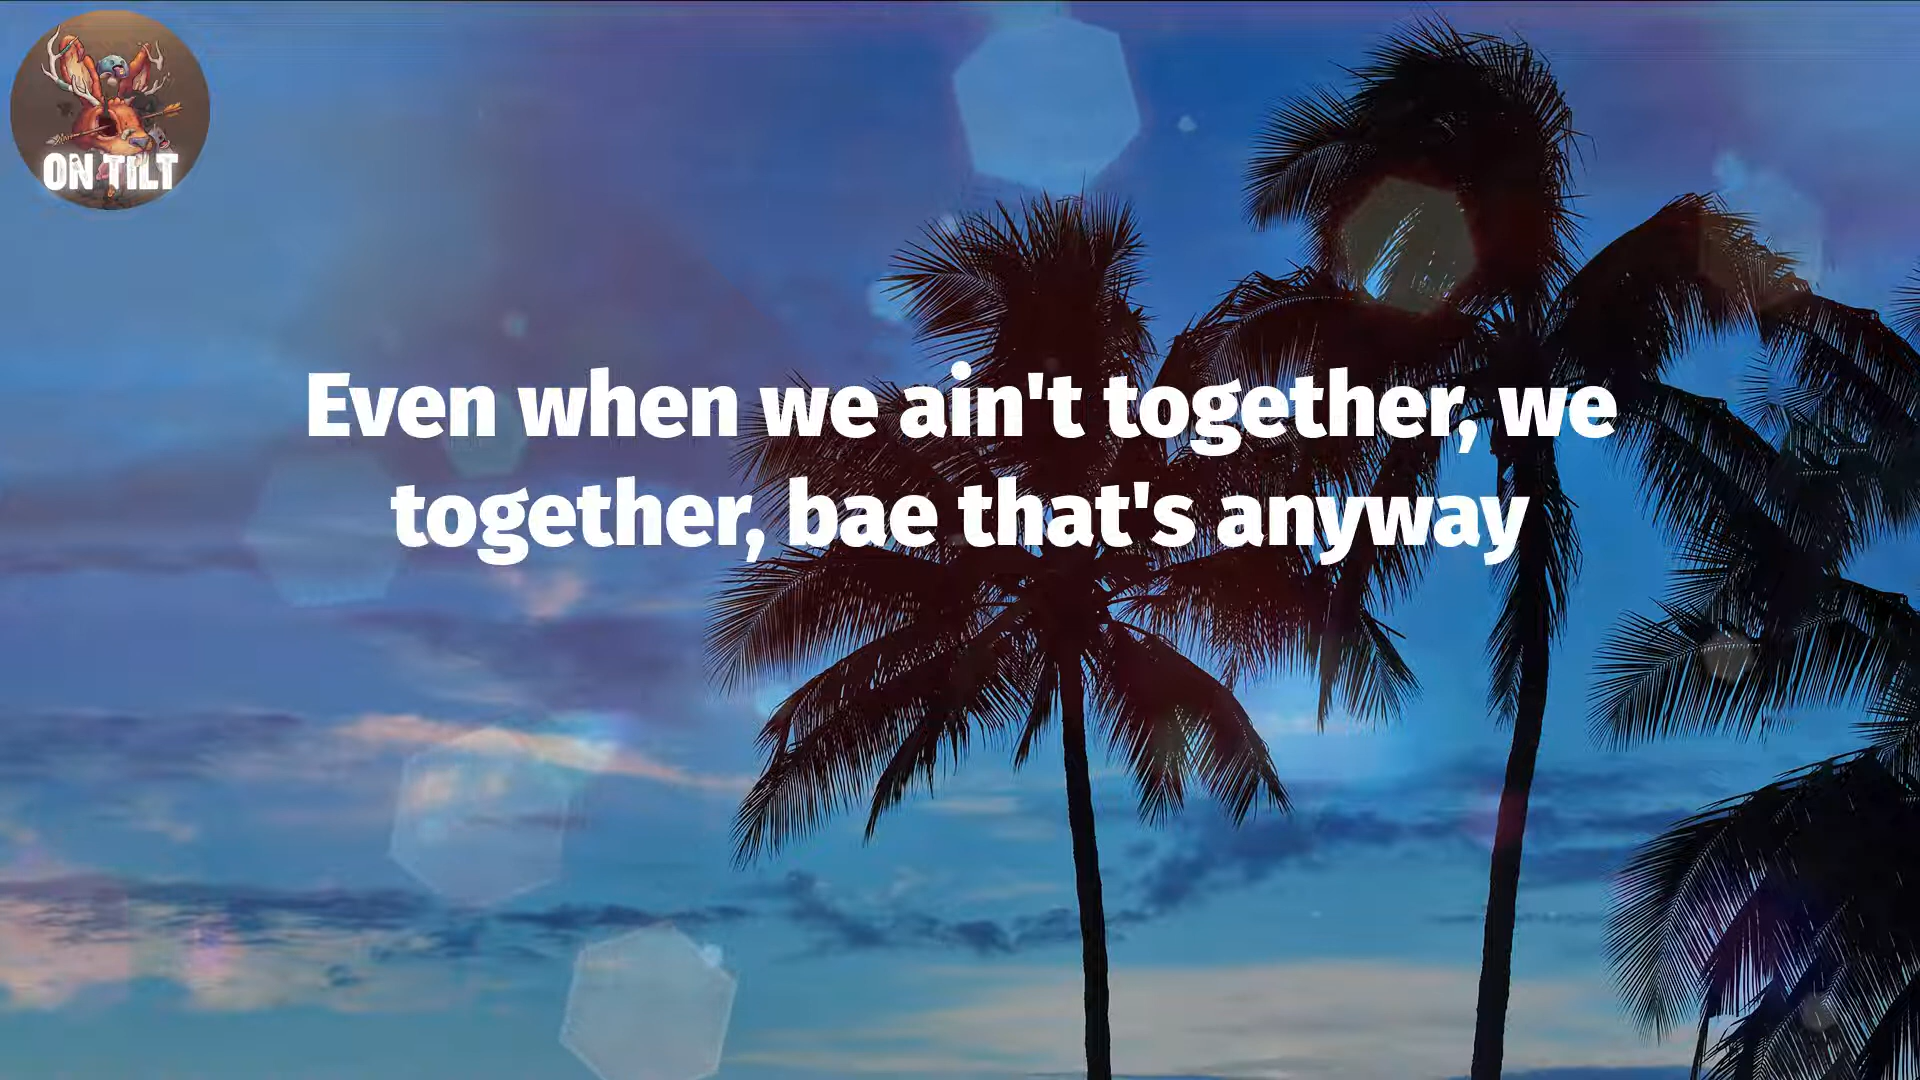 ON TILT
Even when we ain't together, we
together, bae that's anyway